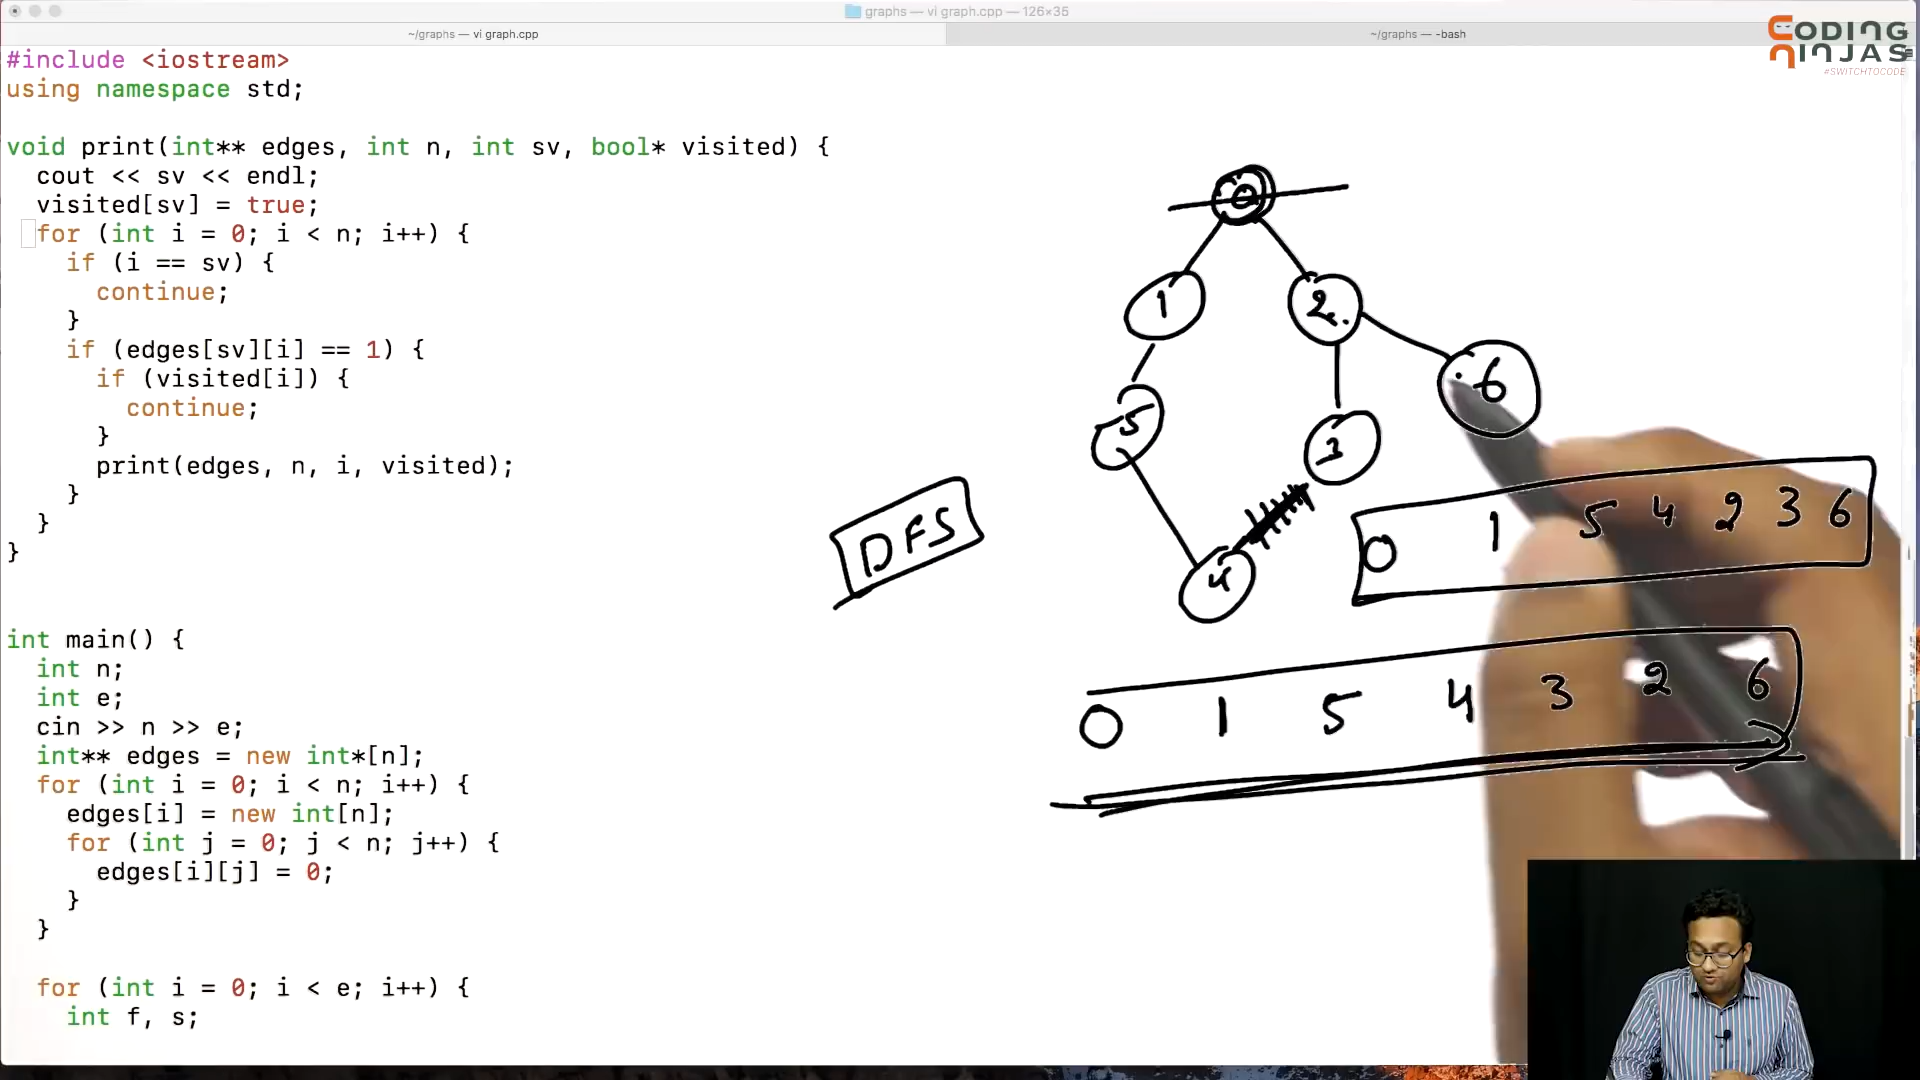 graphs — vi graph.cpp — 126×35
~/graphs — vi graph.cpp
~/graphs — -bash
CODING
NINJAS
#SWITCHTOCODE
#include <iostream>
using namespace std;
void print(int** edges, int n, int sv, bool* visited) {
cout << sv << endl;
visited[sv] = true;
for (int i = 0; i < n; i++) {
if (i == sv) {
continue;
}
if (edges[sv][i] == 1) {
if (visited[i]) {
continue;
}
print(edges, n, i, visited);
}
}
}
int main() {
int n;
int e;
cin >> n >> e;
int** edges = new int*[n];
for (int i = 0; i < n; i++) {
edges[i] = new int[n];
for (int j = 0; j < n; j++) {
edges[i][j] = 0;
}
}
for (int i = 0; i < e; i++) {
int f, s;
0
1
2
6
5
3
4
DFS
0 1 5 4 2 3 6
0 1 5 4 3 2 6